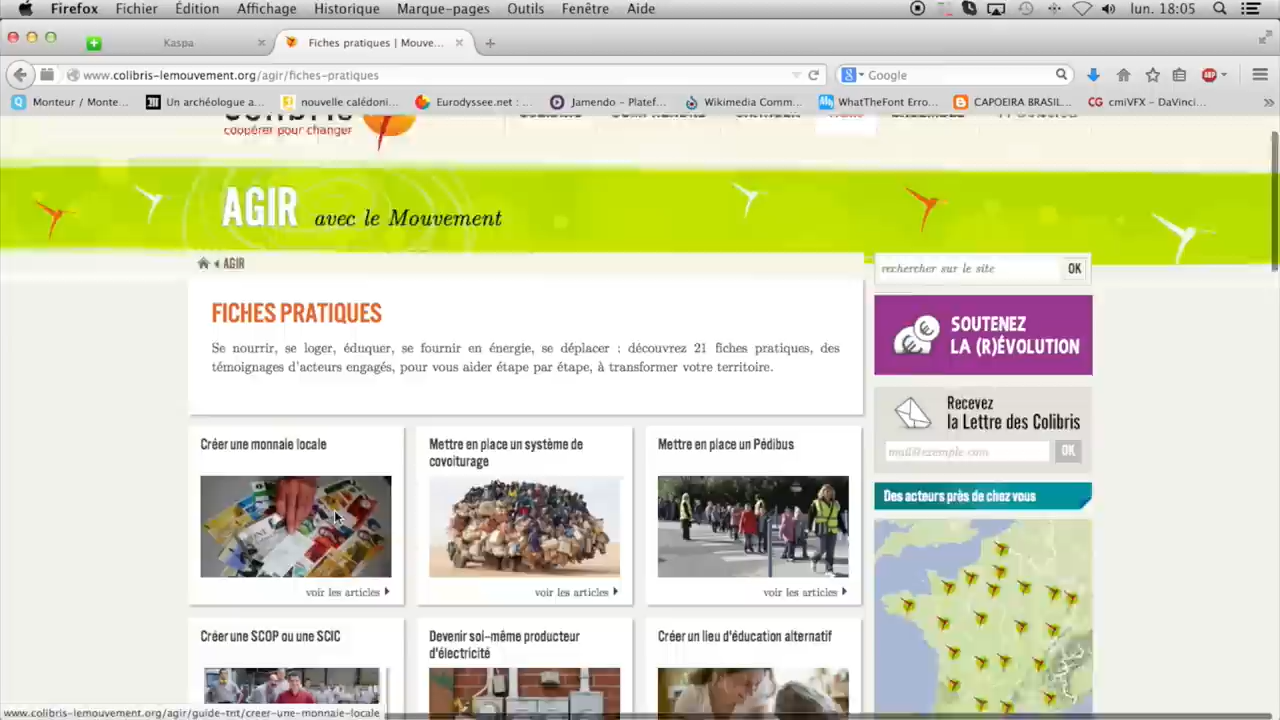 Firefox Fichier Édition Affichage Historique Marque-pages Outils Fenêtre Aide lun. 18:05
Kaspa
Fiches pratiques | Mouve...
www.colibris-lemouvement.org/agir/fiches-pratiques
Google
Monteur / Monte... Un archéologue a... nouvelle calédoni... Eurodyssee.net : ... Jamendo – Platef... Wikimedia Comm... WhatTheFont Erro... CAPOEIRA BRASIL... cmiVFX – DaVinci...
coopérer pour changer
AGIR avec le Mouvement
AGIR
rechercher sur le site OK
FICHES PRATIQUES
Se nourrir, se loger, éduquer, se fournir en énergie, se déplacer : découvrez 21 fiches pratiques, des
témoignages d'acteurs engagés, pour vous aider étape par étape, à transformer votre territoire.
SOUTENEZ
LA (R)ÉVOLUTION
Recevez
la Lettre des Colibris
mail@exemple.com OK
Des acteurs près de chez vous
Créer une monnaie locale
voir les articles
Mettre en place un système de
covoiturage
voir les articles
Mettre en place un Pédibus
voir les articles
Créer une SCOP ou une SCIC
Devenir soi-même producteur
d'électricité
Créer un lieu d'éducation alternatif
www.colibris-lemouvement.org/agir/guide-tnt/creer-une-monnaie-locale